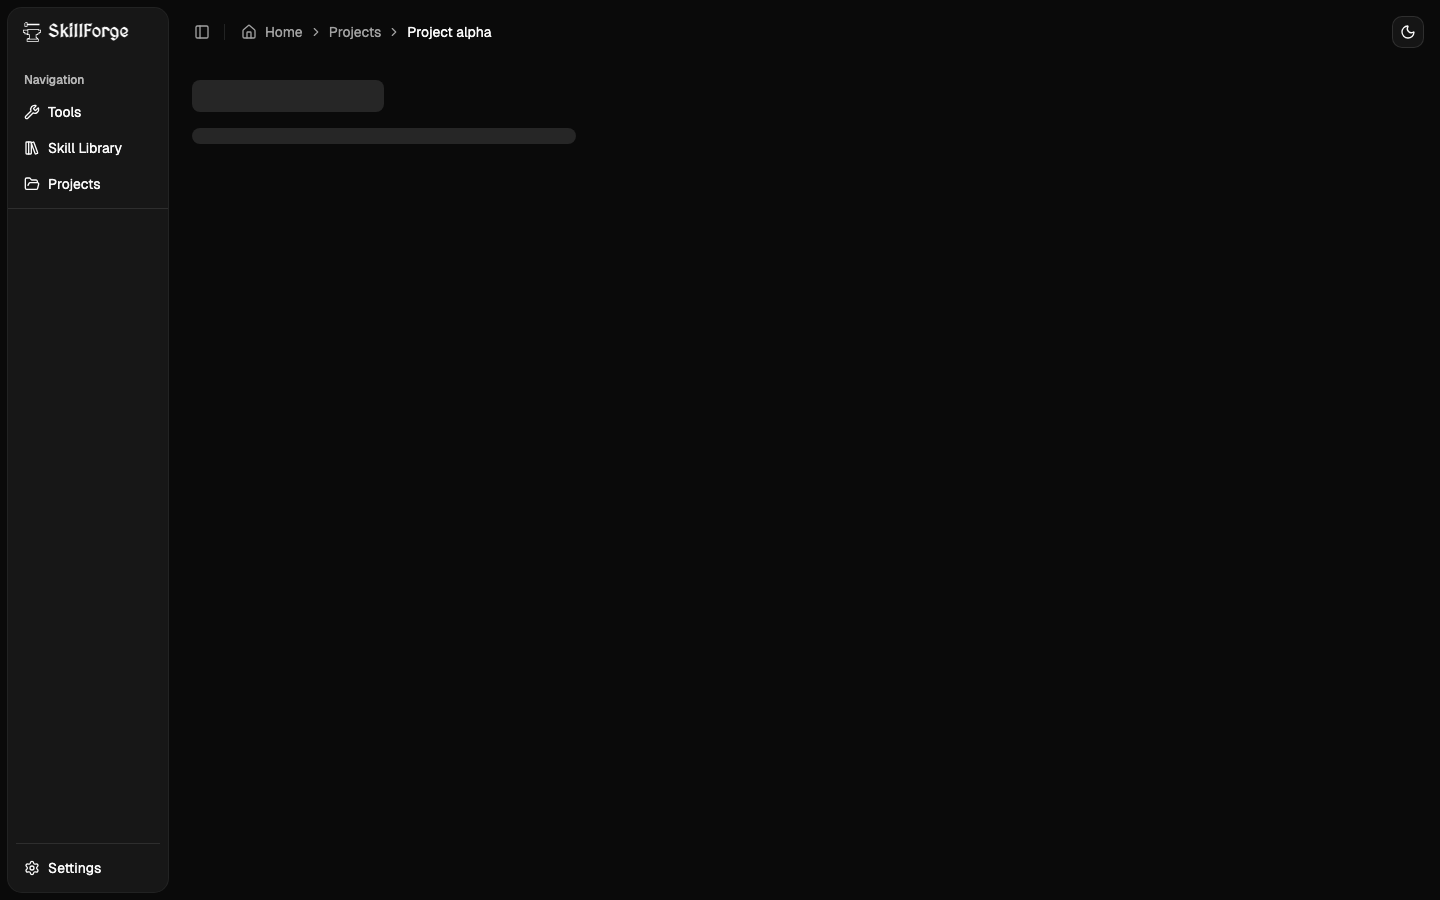 SkillForge
Home
Projects
Project alpha
Navigation
Tools
Skill Library
Projects
Settings